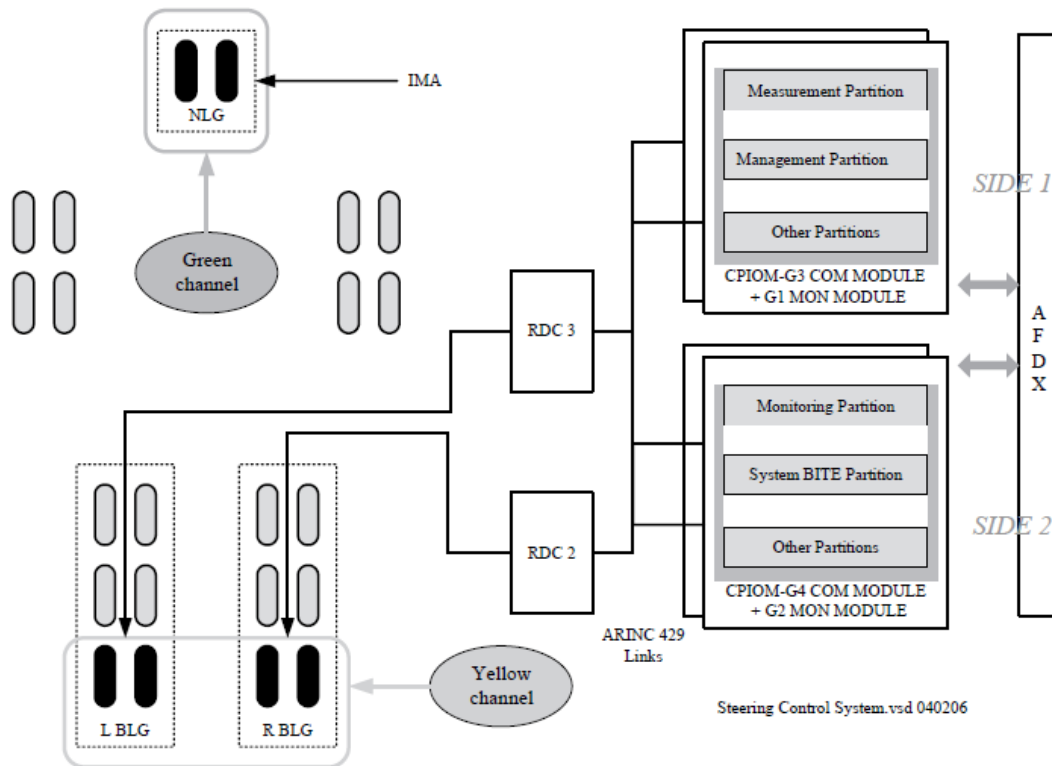 NLG
IMA
Green
channel
Measurement Partition
Management Partition
Other Partitions
CPIOM-G3 COM MODULE
+ G1 MON MODULE
SIDE 1
RDC 3
A
F
D
X
Monitoring Partition
System BITE Partition
Other Partitions
CPIOM-G4 COM MODULE
+ G2 MON MODULE
SIDE 2
RDC 2
ARINC 429
Links
Yellow
channel
L BLG
R BLG
Steering Control System.vsd 040206